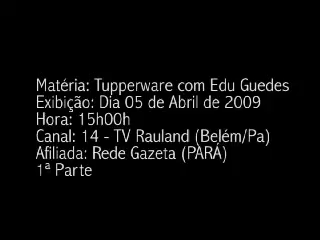 Matéria: Tupperware com Edu Guedes
Exibição: Dia 05 de Abril de 2009
Hora: 15h00h
Canal: 14 - TV Rauland (Belém/Pa)
Afiliada: Rede Gazeta (PARÁ)
1ª Parte